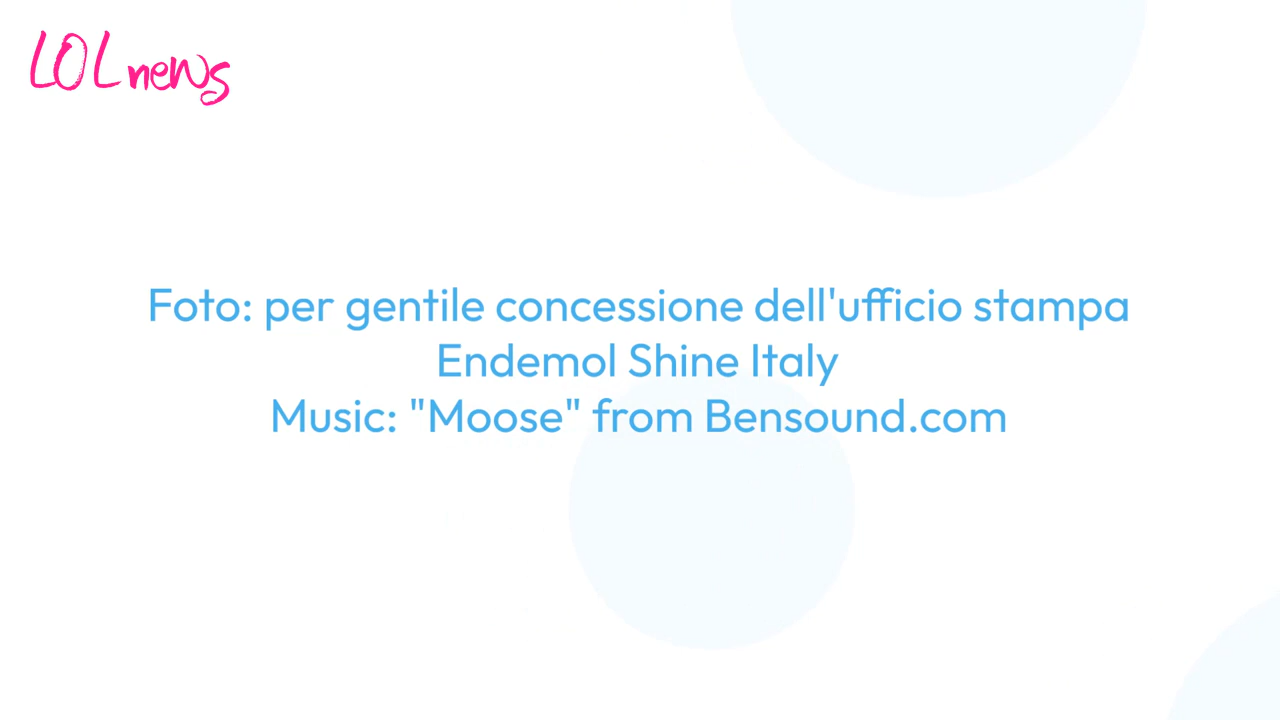 LOL news
Foto: per gentile concessione dell'ufficio stampa
Endemol Shine Italy
Music: "Moose" from Bensound.com